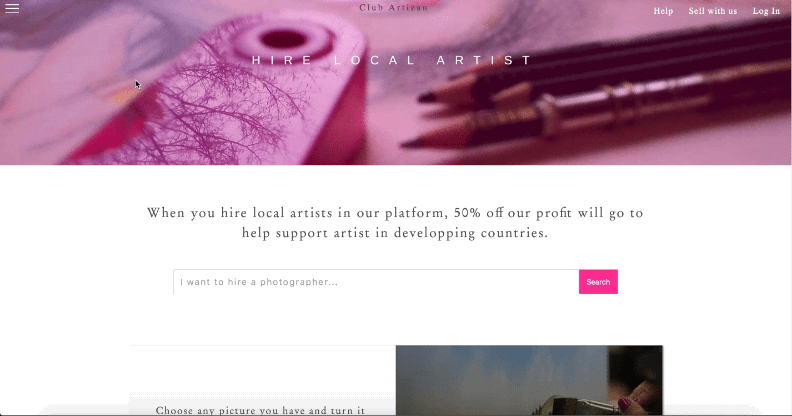 Club Artizan
Help Sell with us Log In
HIRE LOCAL ARTIST
When you hire local artists in our platform, 50% off our profit will go to
help support artist in developping countries.
I want to hire a photographer...
Search
Choose any picture you have and turn it